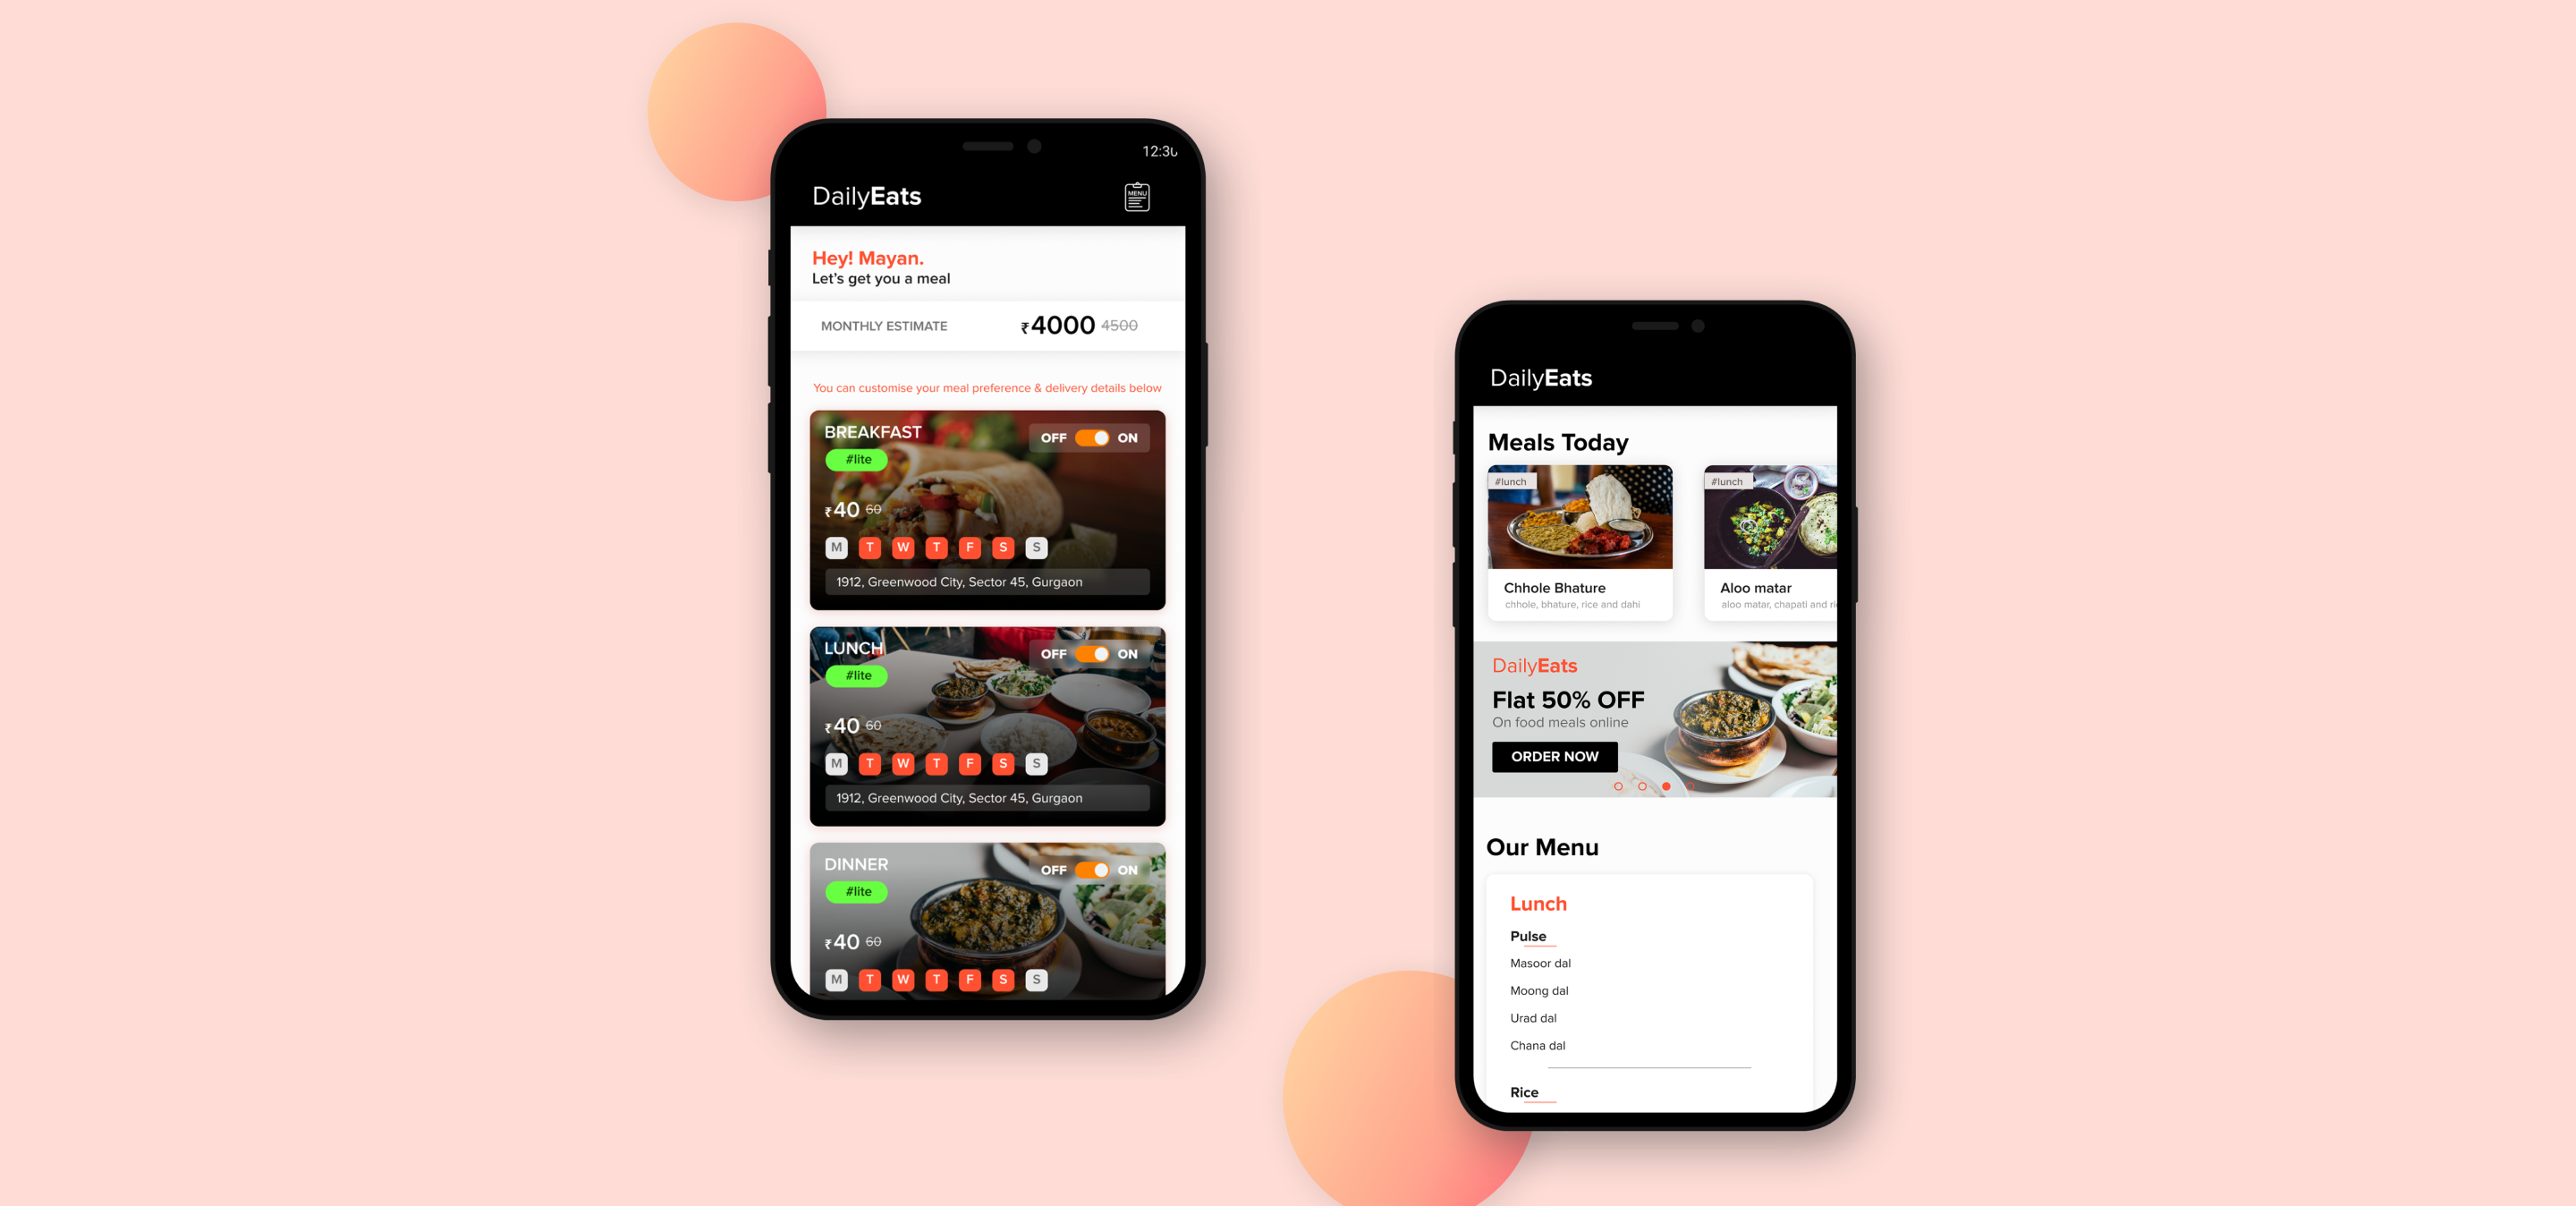 12:30
DailyEats
MENU
Hey! Mayan.
Let's get you a meal
MONTHLY ESTIMATE ₹4000 4500
You can customise your meal preference & delivery details below
BREAKFAST
OFF ON
#lite
₹40 60
M T W T F S S
1912, Greenwood City, Sector 45, Gurgaon
LUNCH
OFF ON
#lite
₹40 60
M T W T F S S
1912, Greenwood City, Sector 45, Gurgaon
DINNER
OFF ON
#lite
₹40 60
M T W T F S S
DailyEats
Meals Today
#lunch
Chhole Bhature
chhole, bhature, rice and dahi
#lunch
Aloo matar
aloo matar, chapati and
DailyEats
Flat 50% OFF
On food meals online
ORDER NOW
Our Menu
Lunch
Pulse
Masoor dal
Moong dal
Urad dal
Chana dal
Rice